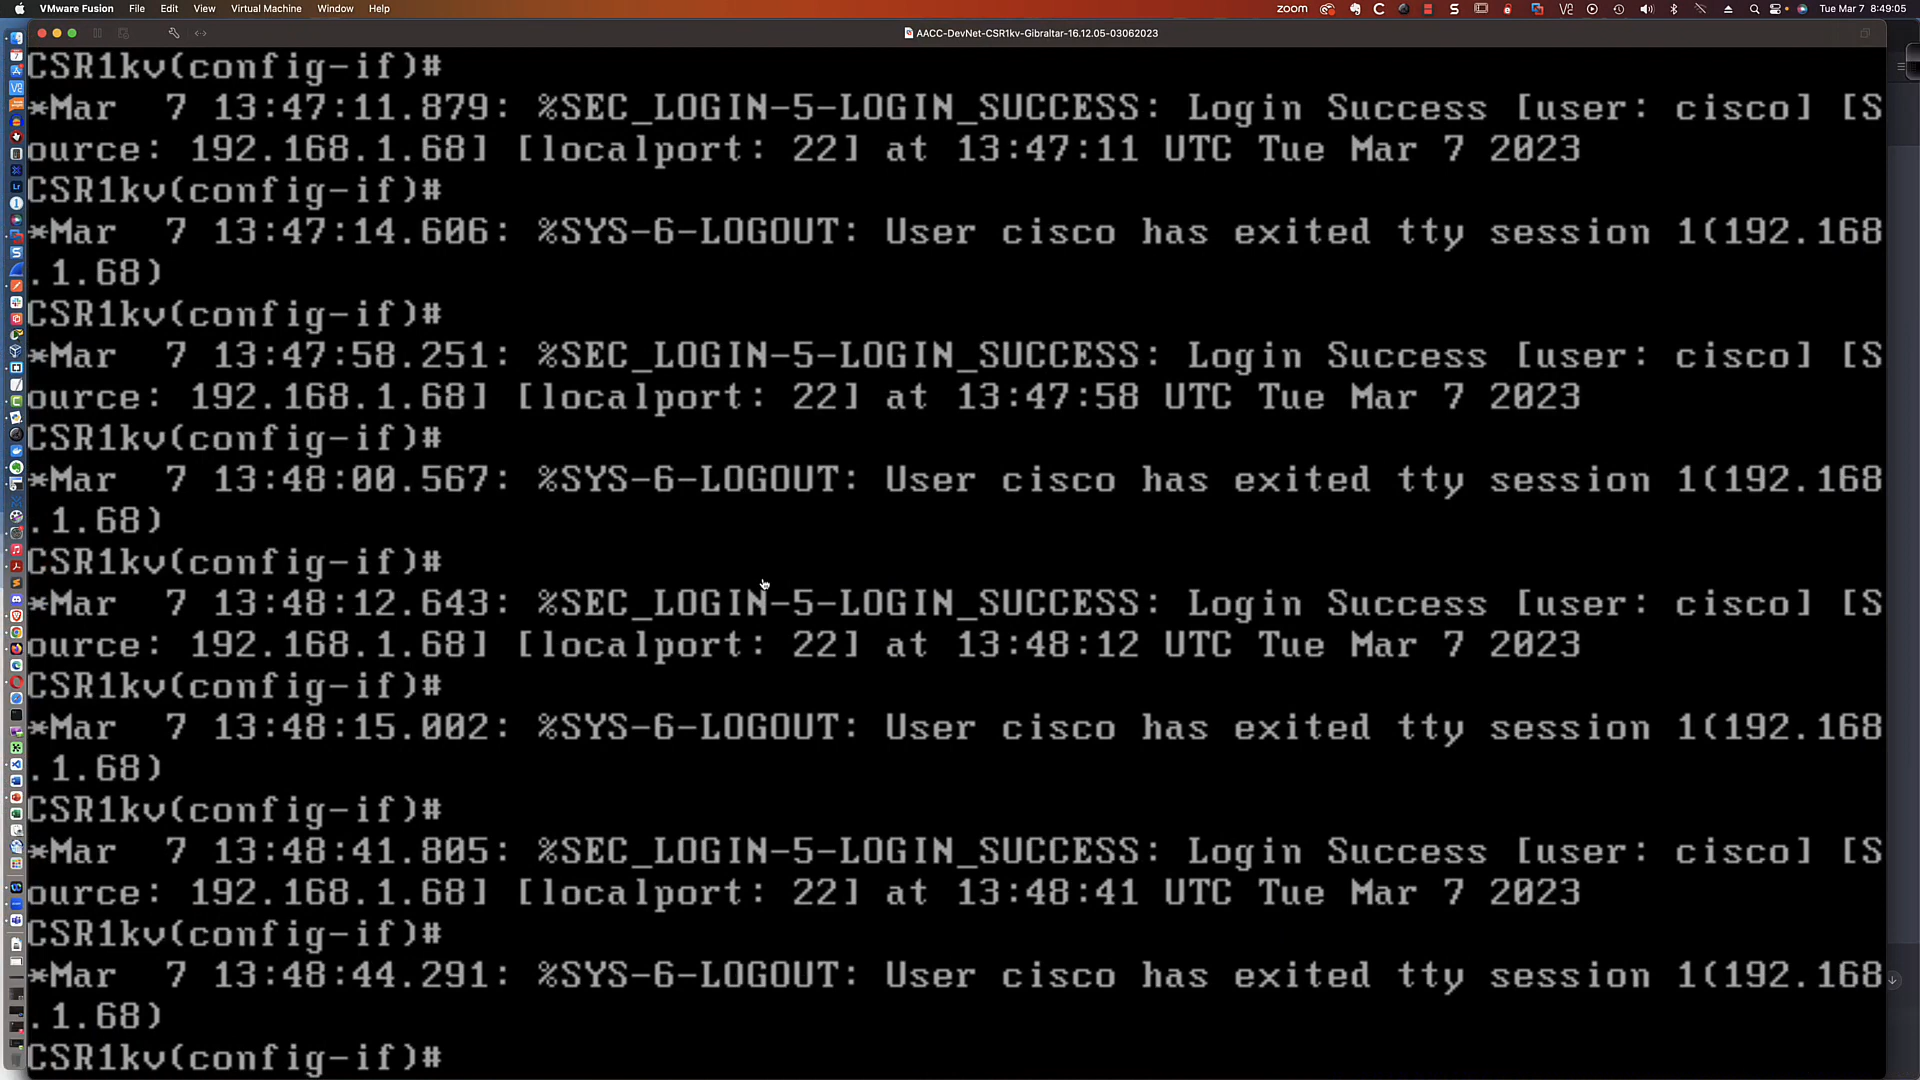 VMware Fusion File Edit View Virtual Machine Window Help zoom Tue Mar 7 8:49:05
AACC-DevNet-CSR1kv-Gibraltar-16.12.05-03062023
CSR1kv(config-if)#
*Mar  7 13:47:11.879: %SEC_LOGIN-5-LOGIN_SUCCESS: Login Success [user: cisco] [S
ource: 192.168.1.68] [localport: 22] at 13:47:11 UTC Tue Mar 7 2023
CSR1kv(config-if)#
*Mar  7 13:47:14.606: %SYS-6-LOGOUT: User cisco has exited tty session 1(192.168
.1.68)
CSR1kv(config-if)#
*Mar  7 13:47:58.251: %SEC_LOGIN-5-LOGIN_SUCCESS: Login Success [user: cisco] [S
ource: 192.168.1.68] [localport: 22] at 13:47:58 UTC Tue Mar 7 2023
CSR1kv(config-if)#
*Mar  7 13:48:00.567: %SYS-6-LOGOUT: User cisco has exited tty session 1(192.168
.1.68)
CSR1kv(config-if)#
*Mar  7 13:48:12.643: %SEC_LOGIN-5-LOGIN_SUCCESS: Login Success [user: cisco] [S
ource: 192.168.1.68] [localport: 22] at 13:48:12 UTC Tue Mar 7 2023
CSR1kv(config-if)#
*Mar  7 13:48:15.002: %SYS-6-LOGOUT: User cisco has exited tty session 1(192.168
.1.68)
CSR1kv(config-if)#
*Mar  7 13:48:41.805: %SEC_LOGIN-5-LOGIN_SUCCESS: Login Success [user: cisco] [S
ource: 192.168.1.68] [localport: 22] at 13:48:41 UTC Tue Mar 7 2023
CSR1kv(config-if)#
*Mar  7 13:48:44.291: %SYS-6-LOGOUT: User cisco has exited tty session 1(192.168
.1.68)
CSR1kv(config-if)#